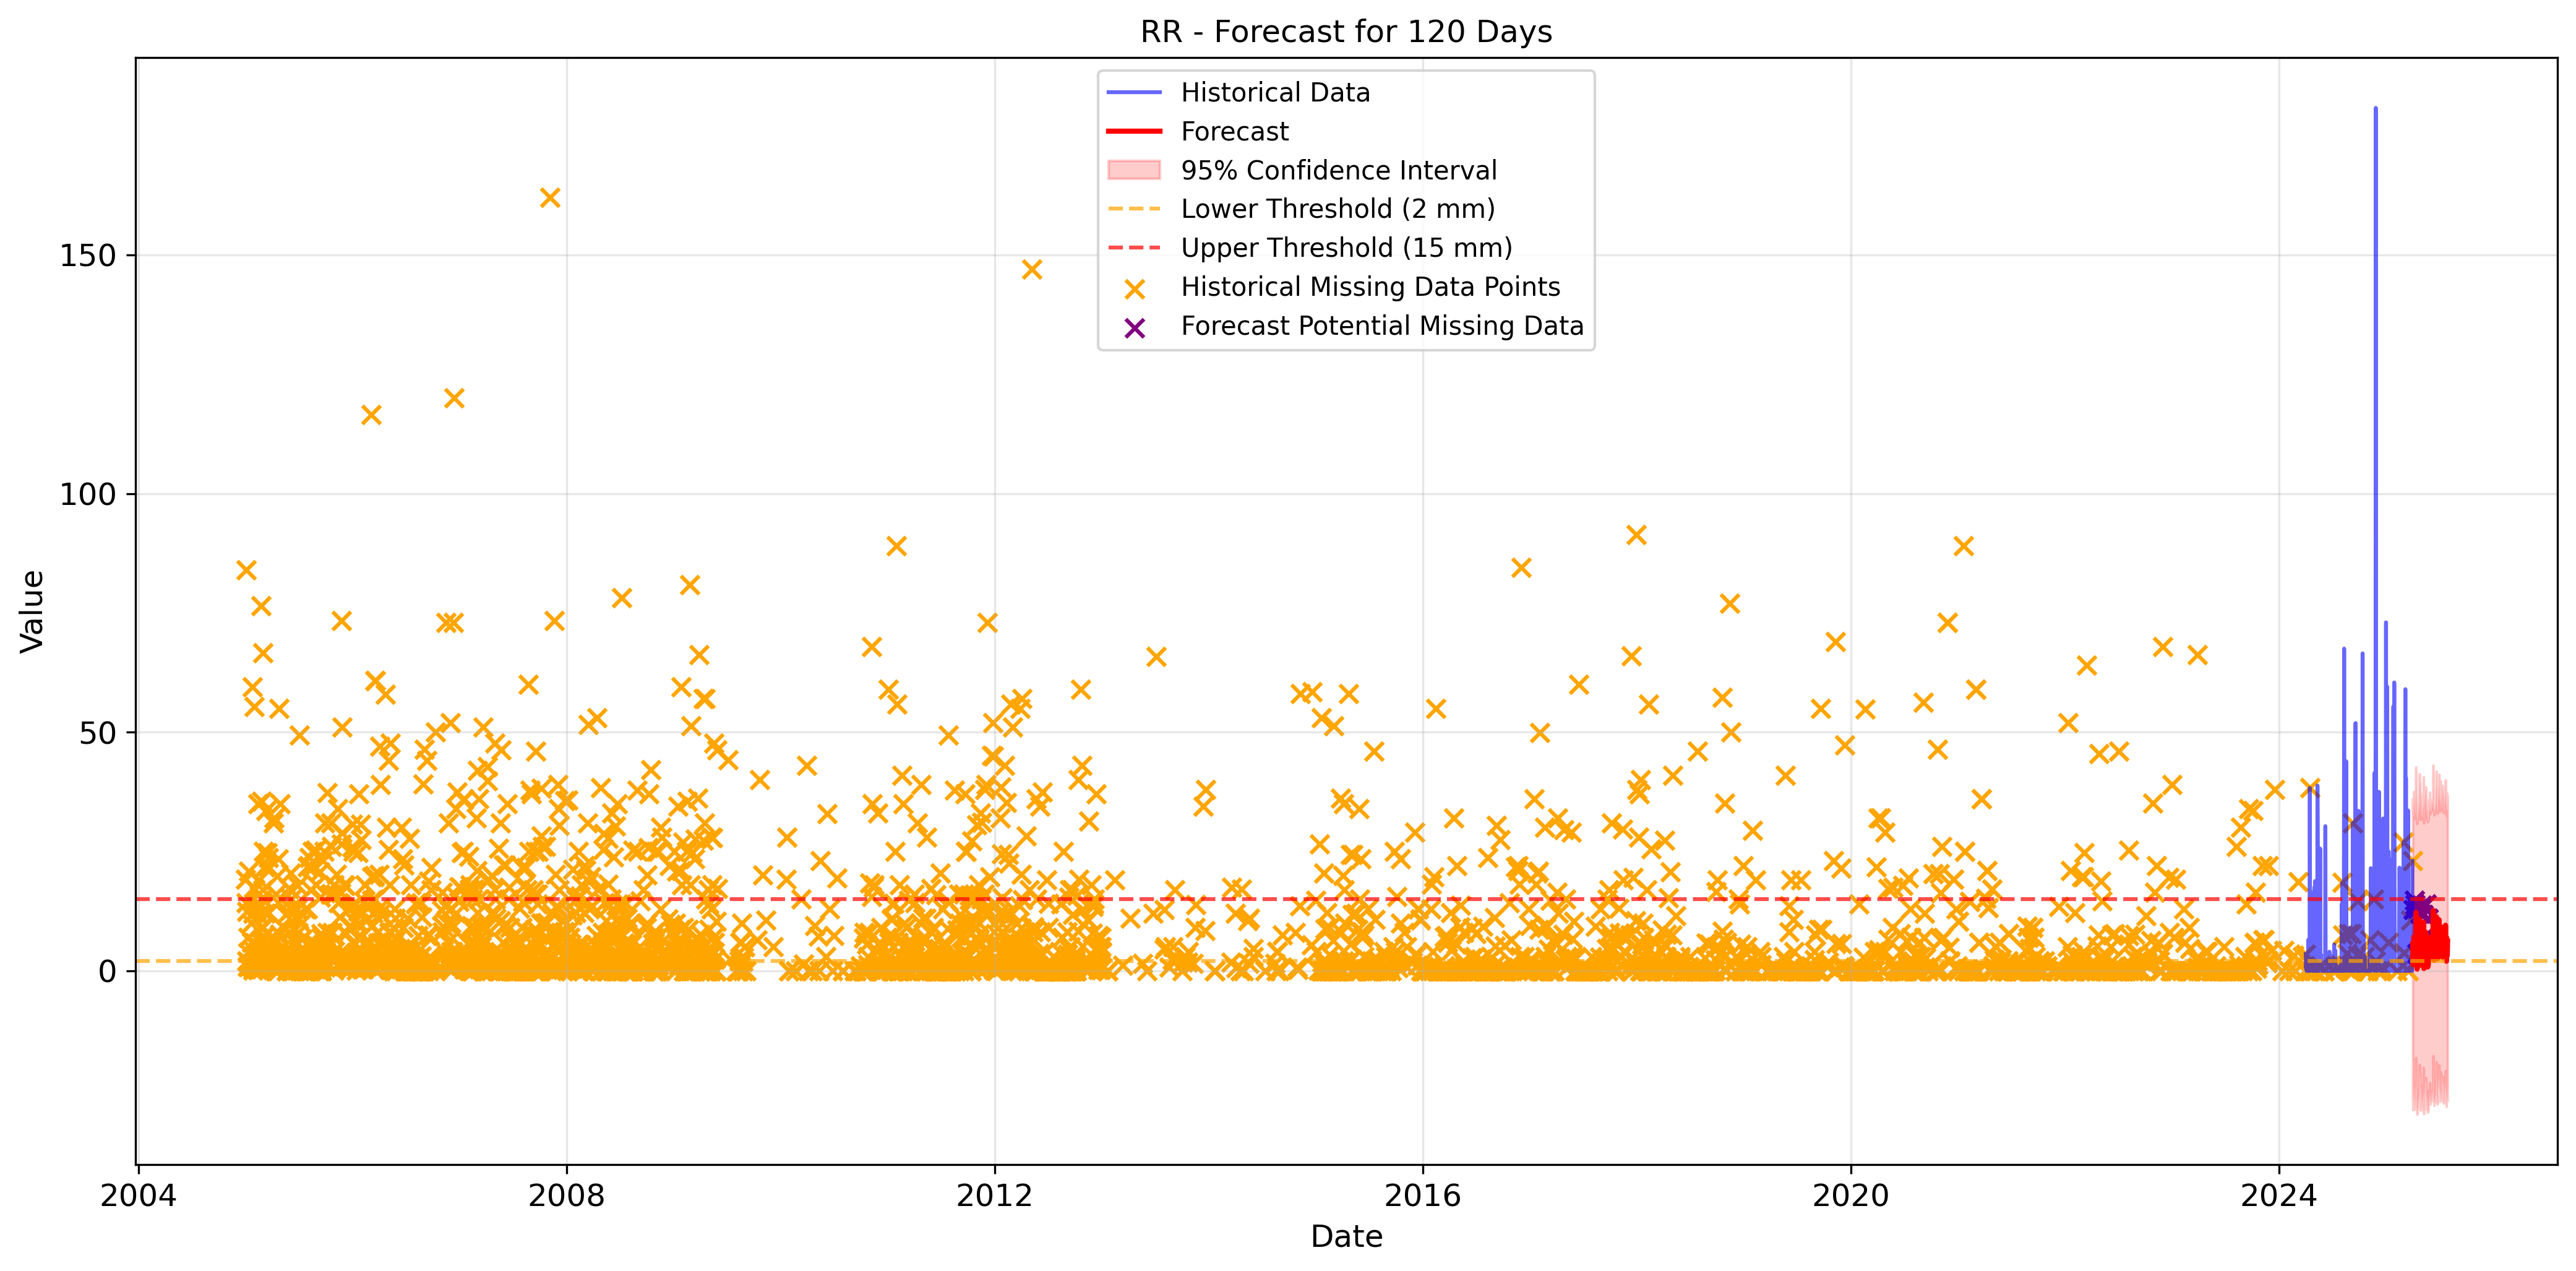 RR - Forecast for 120 Days
Historical Data
Forecast
95% Confidence Interval
Lower Threshold (2 mm)
Upper Threshold (15 mm)
Historical Missing Data Points
Forecast Potential Missing Data
Value
150
100
50
0
2004 2008 2012 2016 2020 2024
Date